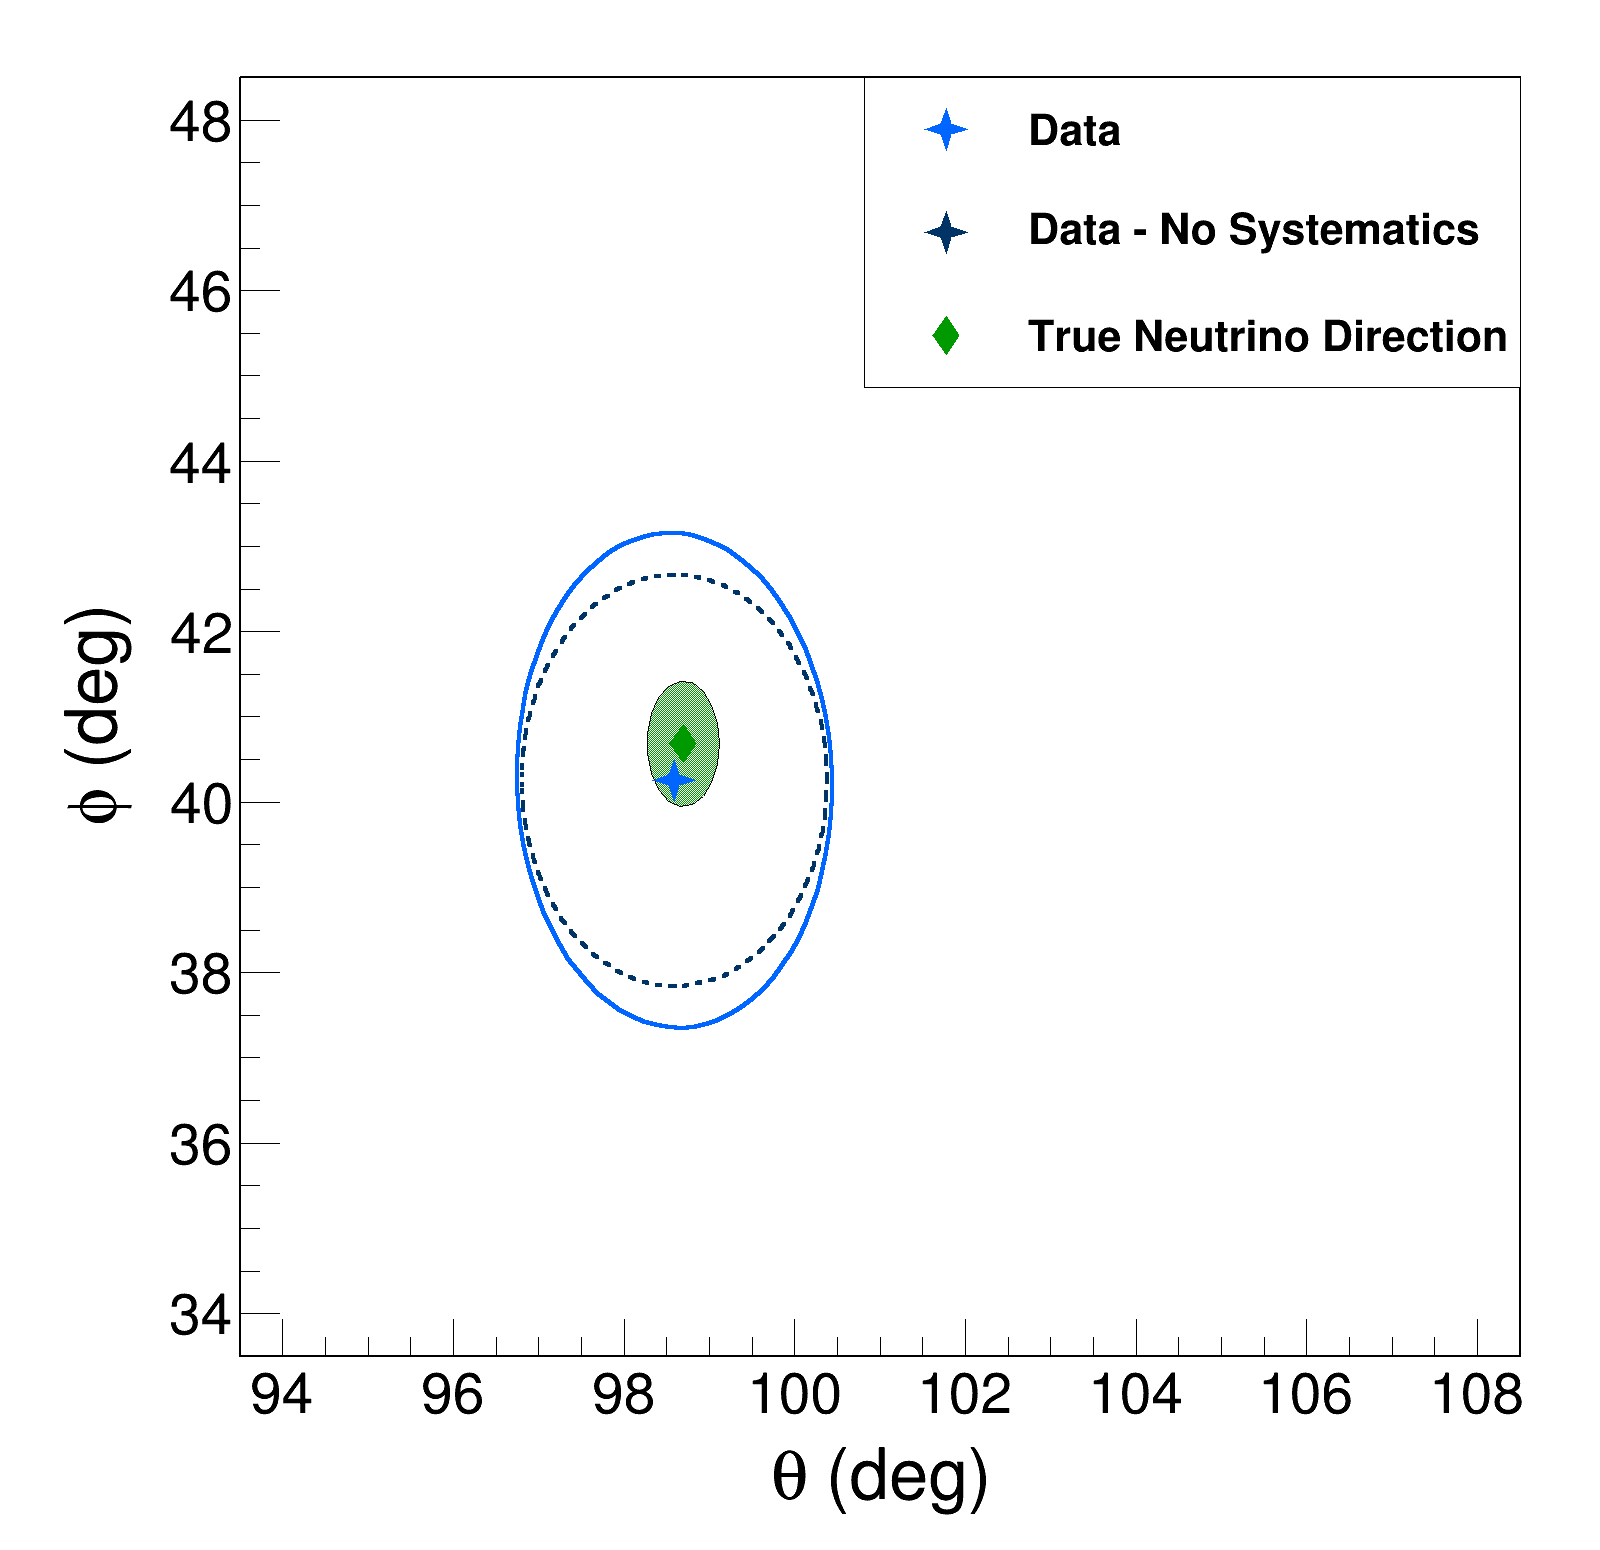 Data
Data - No Systematics
True Neutrino Direction
48
46
44
42
40
38
36
34
ϕ (deg)
94 96 98 100 102 104 106 108
θ (deg)